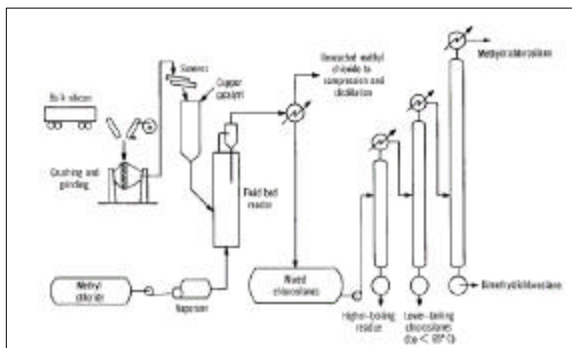 Bulk silicon
Crushing and
grinding
Screens
Copper
catalyst
Fluid bed
reactor
Methyl
chloride
Vaporizer
Unreacted methyl
chloride to
compression and
distillation
Mixed
chlorosilanes
Higher-boiling
residue
Lower-boiling
chlorosilanes
Methyltrichlorosilane
Dimethyldichlorosilane